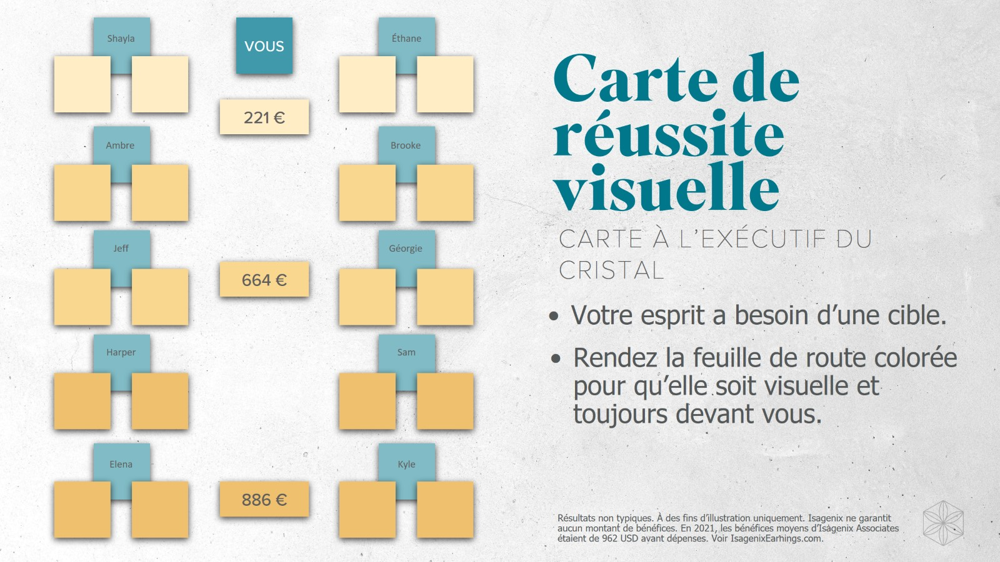 Shayla
VOUS
Éthane
221 €
Ambre
Brooke
Jeff
Géorgie
664 €
Harper
Sam
Elena
Kyle
886 €
Carte de
réussite
visuelle
CARTE À L’EXÉCUTIF DU
CRISTAL
• Votre esprit a besoin d’une cible.
• Rendez la feuille de route colorée
pour qu’elle soit visuelle et
toujours devant vous.
Résultats non typiques. À des fins d’illustration uniquement. Isagenix ne garantit
aucun montant de bénéfices. En 2021, les bénéfices moyens d’Isagenix Associates
étaient de 962 USD avant dépenses. Voir IsagenixEarhings.com.